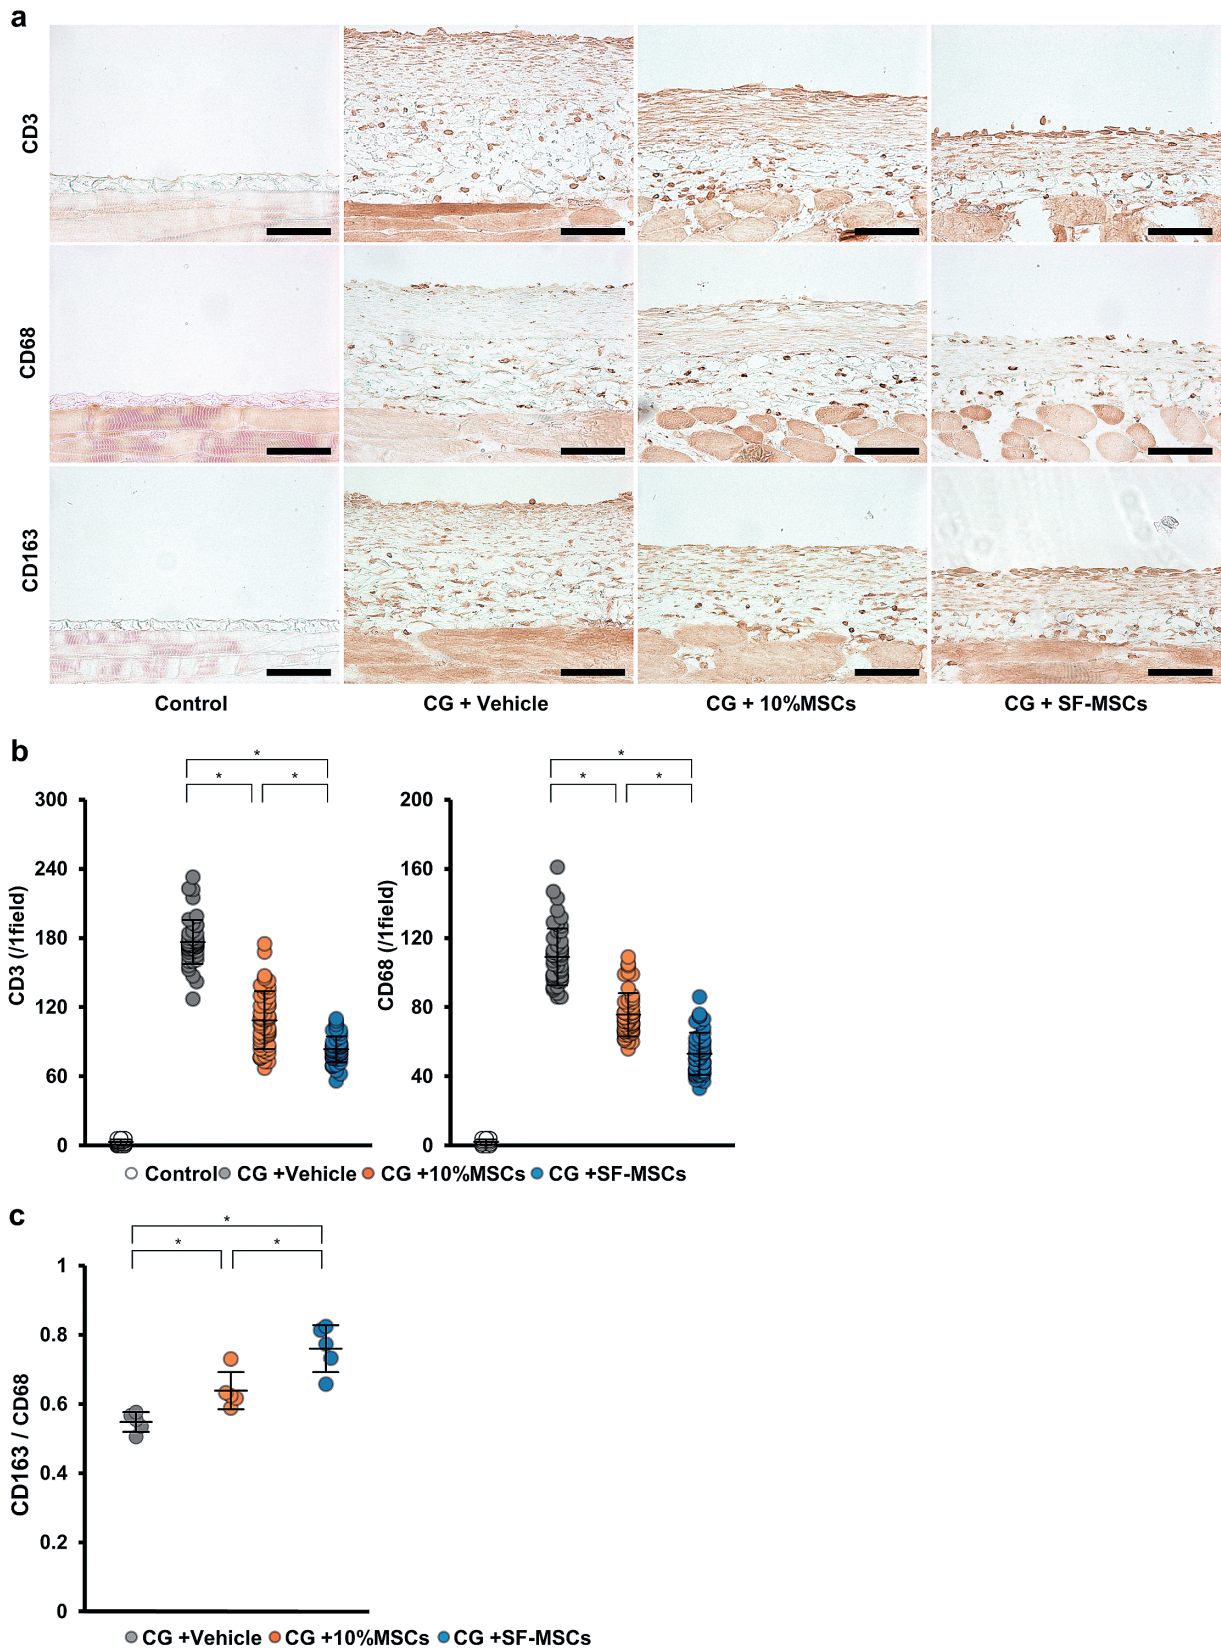 a
CD3
CD68
CD163
Control
CG + Vehicle
CG + 10%MSCs
CG + SF-MSCs
b
*
* *
300
240
180
120
60
0
CD3 (/1field)
*
* *
200
160
120
80
40
0
CD68 (/1field)
Control CG +Vehicle CG +10%MSCs CG +SF-MSCs
c
*
* *
1
0.8
0.6
0.4
0.2
0
CD163 / CD68
CG +Vehicle CG +10%MSCs CG +SF-MSCs